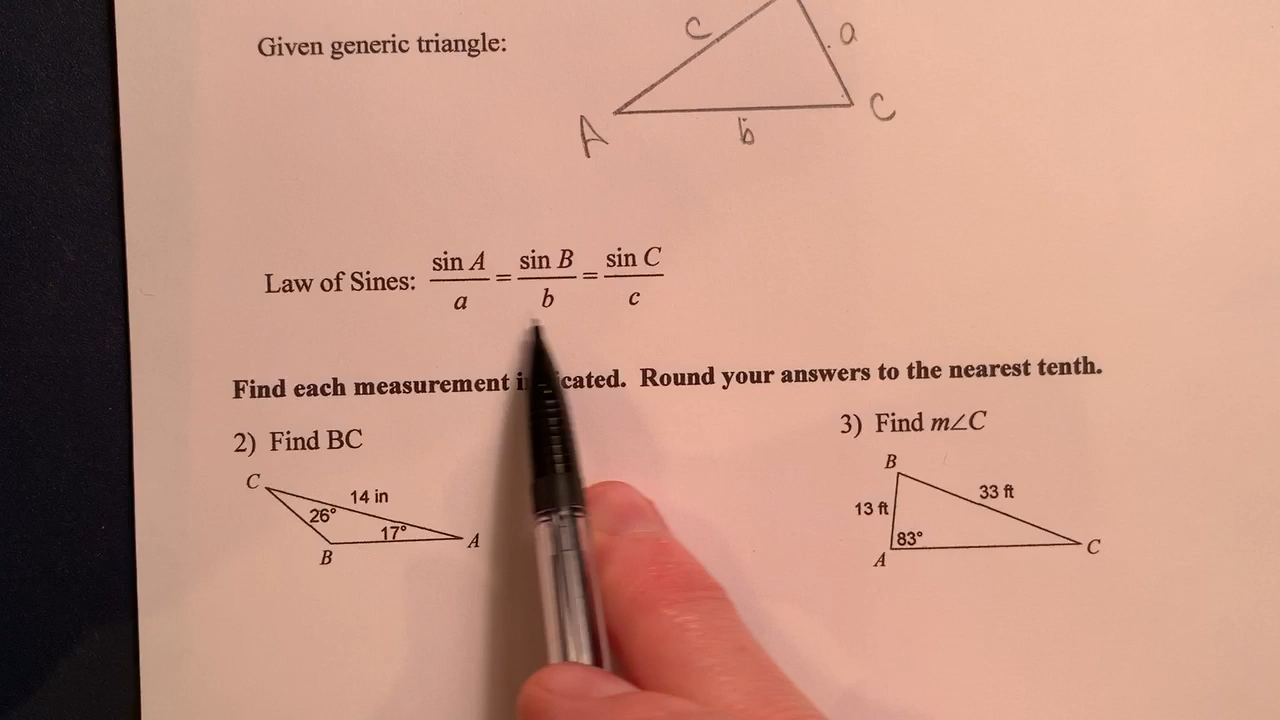 c
a
Given generic triangle:
A
b
C
Law of Sines: sin A / a = sin B / b = sin C / c
Find each measurement cated. Round your answers to the nearest tenth.
2) Find BC
3) Find m∠C
C
14 in
26°
17°
A
B
B
33 ft
13 ft
83°
A
C